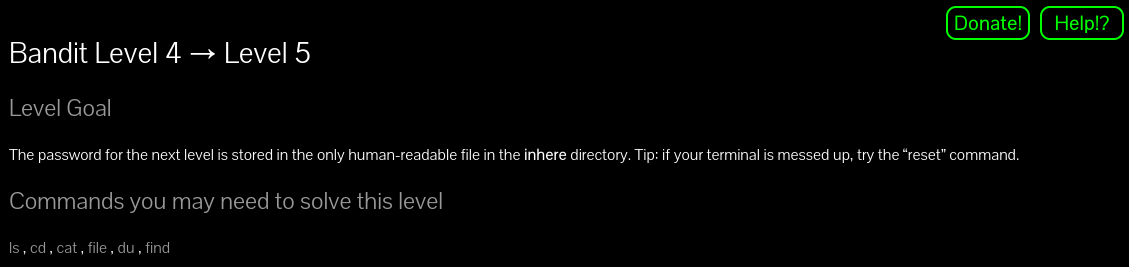 Donate! Help!?
Bandit Level 4 → Level 5
Level Goal
The password for the next level is stored in the only human-readable file in the inhere directory. Tip: if your terminal is messed up, try the “reset” command.
Commands you may need to solve this level
ls , cd , cat , file , du , find